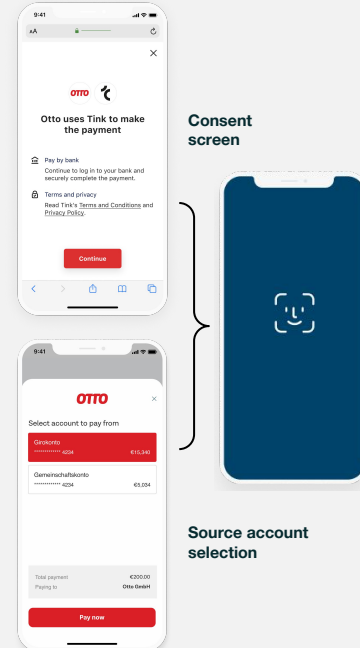 9:41
AA
OTTO
Otto uses Tink to make
the payment
Pay by bank
Continue to log in to your bank and
securely complete the payment.
Terms and privacy
Read Tink's Terms and Conditions and
Privacy Policy.
Continue
Consent
screen
9:41
OTTO
Select account to pay from
Girokonto
************ 4234 €15,340
Gemeinschaftskonto
************ 4234 €5,034
Total payment €200.00
Paying to Otto GmbH
Pay now
Source account
selection